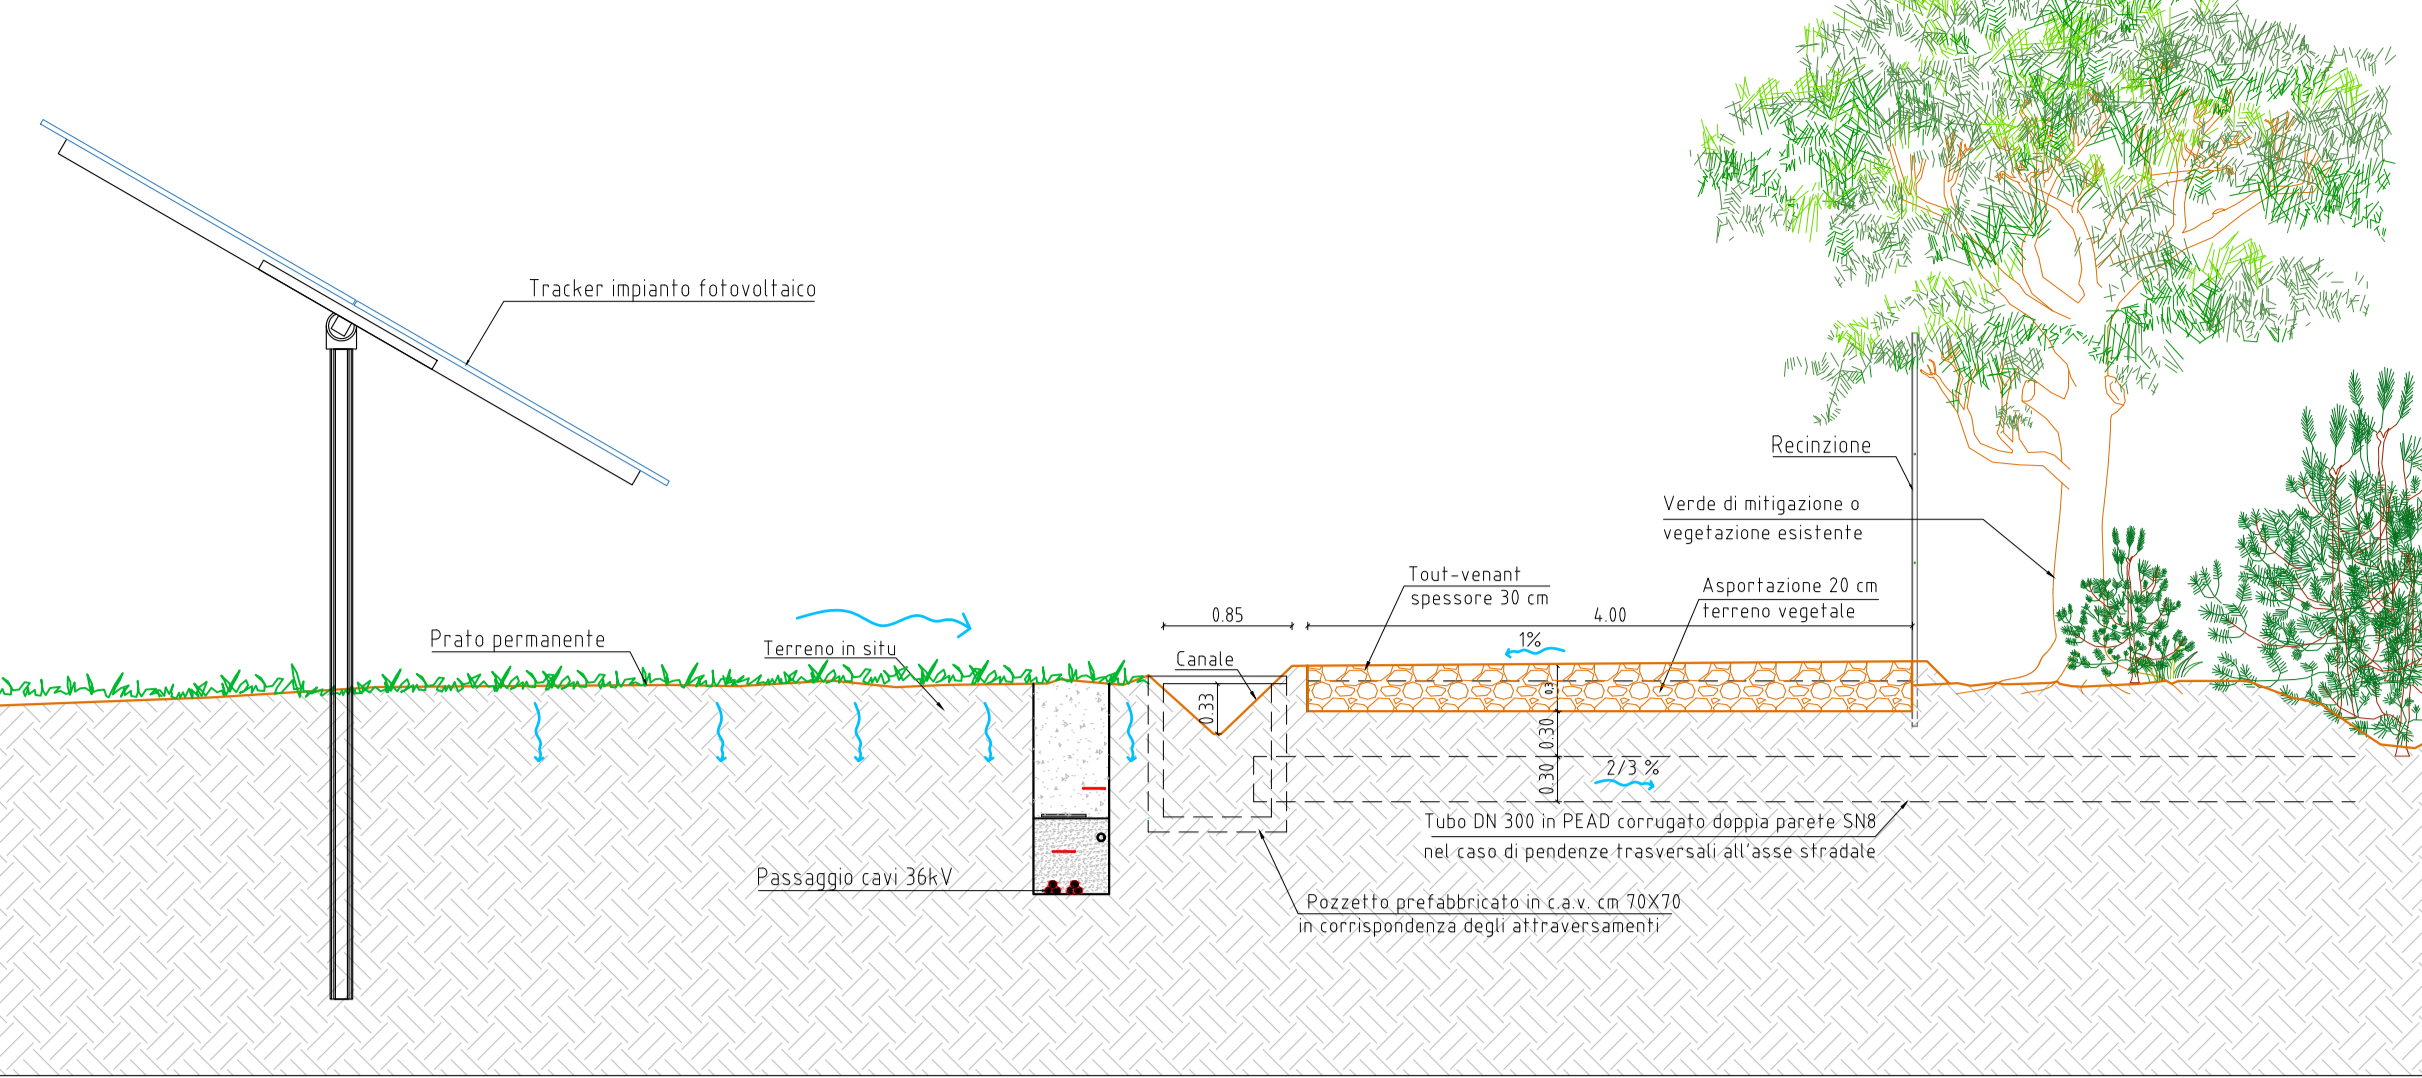 Tracker impianto fotovoltaico
Recinzione
Verde di mitigazione o
vegetazione esistente
Tout-venant
spessore 30 cm
Asportazione 20 cm
terreno vegetale
0.85
4.00
Prato permanente
Terreno in situ
Canale
1%
0.33
0.3
0.30
0.30
2/3 %
Tubo DN 300 in PEAD corrugato doppia parete SN8
nel caso di pendenze trasversali all'asse stradale
Passaggio cavi 36kV
Pozzetto prefabbricato in c.a.v. cm 70X70
in corrispondenza degli attraversamenti